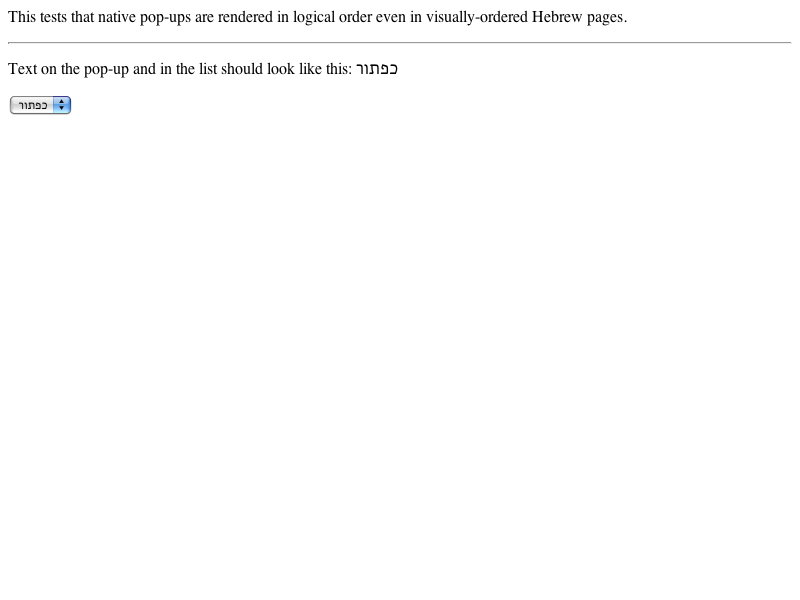 This tests that native pop-ups are rendered in logical order even in visually-ordered Hebrew pages.
Text on the pop-up and in the list should look like this: כפתור
כפתור